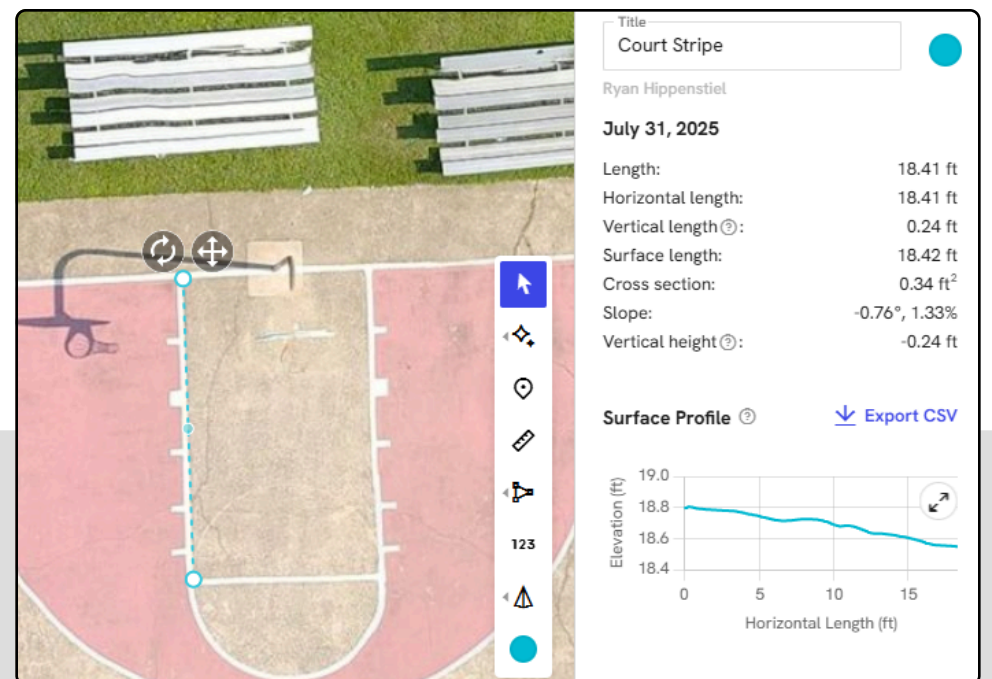 Title
Court Stripe
Ryan Hippenstiel
July 31, 2025
Length: 18.41 ft
Horizontal length: 18.41 ft
Vertical length ?: 0.24 ft
Surface length: 18.42 ft
Cross section: 0.34 ft²
Slope: -0.76°, 1.33%
Vertical height ?: -0.24 ft
Surface Profile ? Export CSV
Elevation (ft)
19.0
18.8
18.6
18.4
0 5 10 15
Horizontal Length (ft)
123